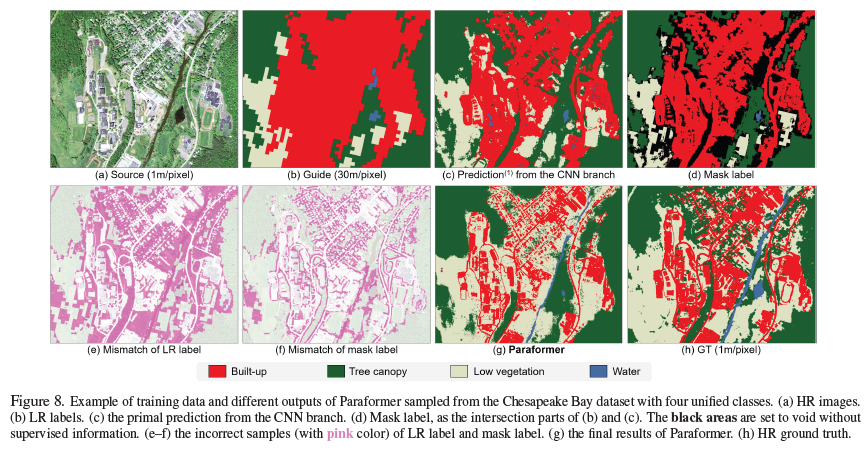 (a) Source (1m/pixel) (b) Guide (30m/pixel) (c) Prediction⁽¹⁾ from the CNN branch (d) Mask label
(e) Mismatch of LR label (f) Mismatch of mask label (g) Paraformer (h) GT (1m/pixel)
Built-up Tree canopy Low vegetation Water
Figure 8. Example of training data and different outputs of Paraformer sampled from the Chesapeake Bay dataset with four unified classes. (a) HR images.
(b) LR labels. (c) the primal prediction from the CNN branch. (d) Mask label, as the intersection parts of (b) and (c). The black areas are set to void without
supervised information. (e–f) the incorrect samples (with pink color) of LR label and mask label. (g) the final results of Paraformer. (h) HR ground truth.